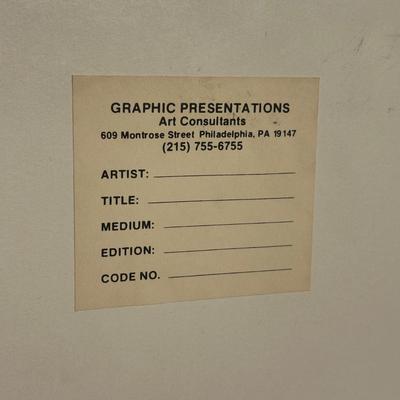 GRAPHIC PRESENTATIONS
Art Consultants
609 Montrose Street Philadelphia, PA 19147
(215) 755-6755
ARTIST:
TITLE:
MEDIUM:
EDITION:
CODE NO.